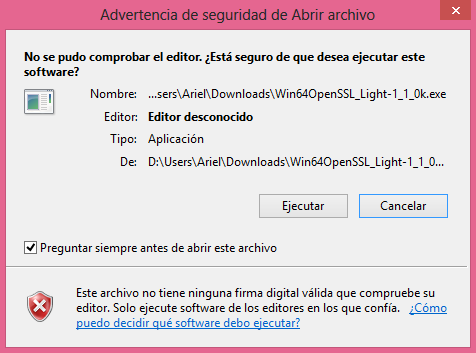 Advertencia de seguridad de Abrir archivo
No se pudo comprobar el editor. ¿Está seguro de que desea ejecutar este
software?
Nombre: ...sers\Ariel\Downloads\Win64OpenSSL_Light-1_1_0k.exe
Editor: Editor desconocido
Tipo: Aplicación
De: D:\Users\Ariel\Downloads\Win64OpenSSL_Light-1_1_0...
Ejecutar Cancelar
Preguntar siempre antes de abrir este archivo
Este archivo no tiene ninguna firma digital válida que compruebe su
editor. Solo ejecute software de los editores en los que confía. ¿Cómo
puedo decidir qué software debo ejecutar?